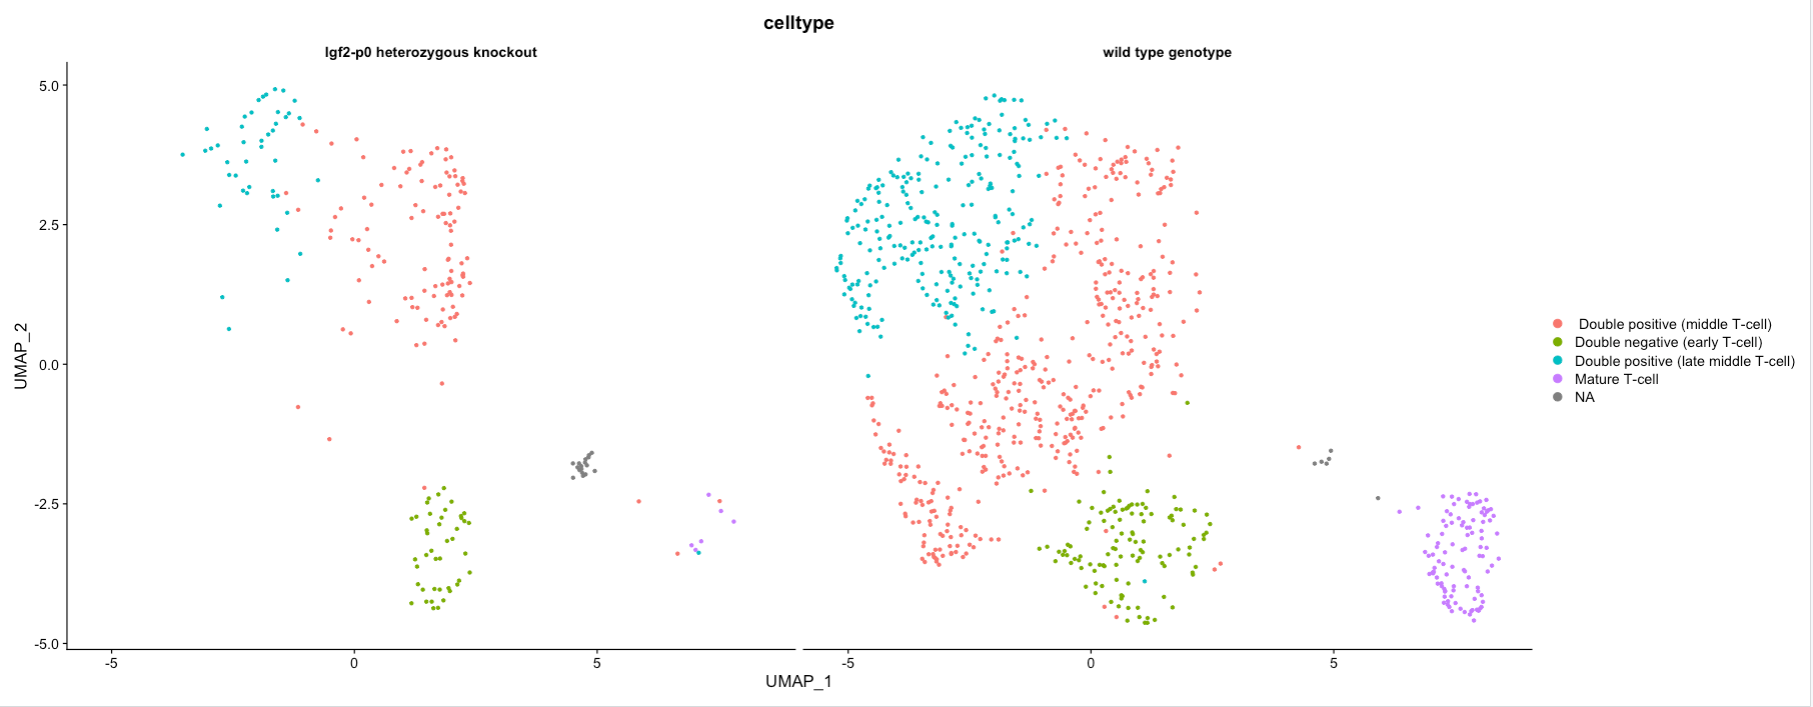 celltype
Igf2-p0 heterozygous knockout
wild type genotype
5.0
2.5
0.0
-2.5
-5.0
UMAP_2
-5
0
5
-5
0
5
UMAP_1
Double positive (middle T-cell)
Double negative (early T-cell)
Double positive (late middle T-cell)
Mature T-cell
NA